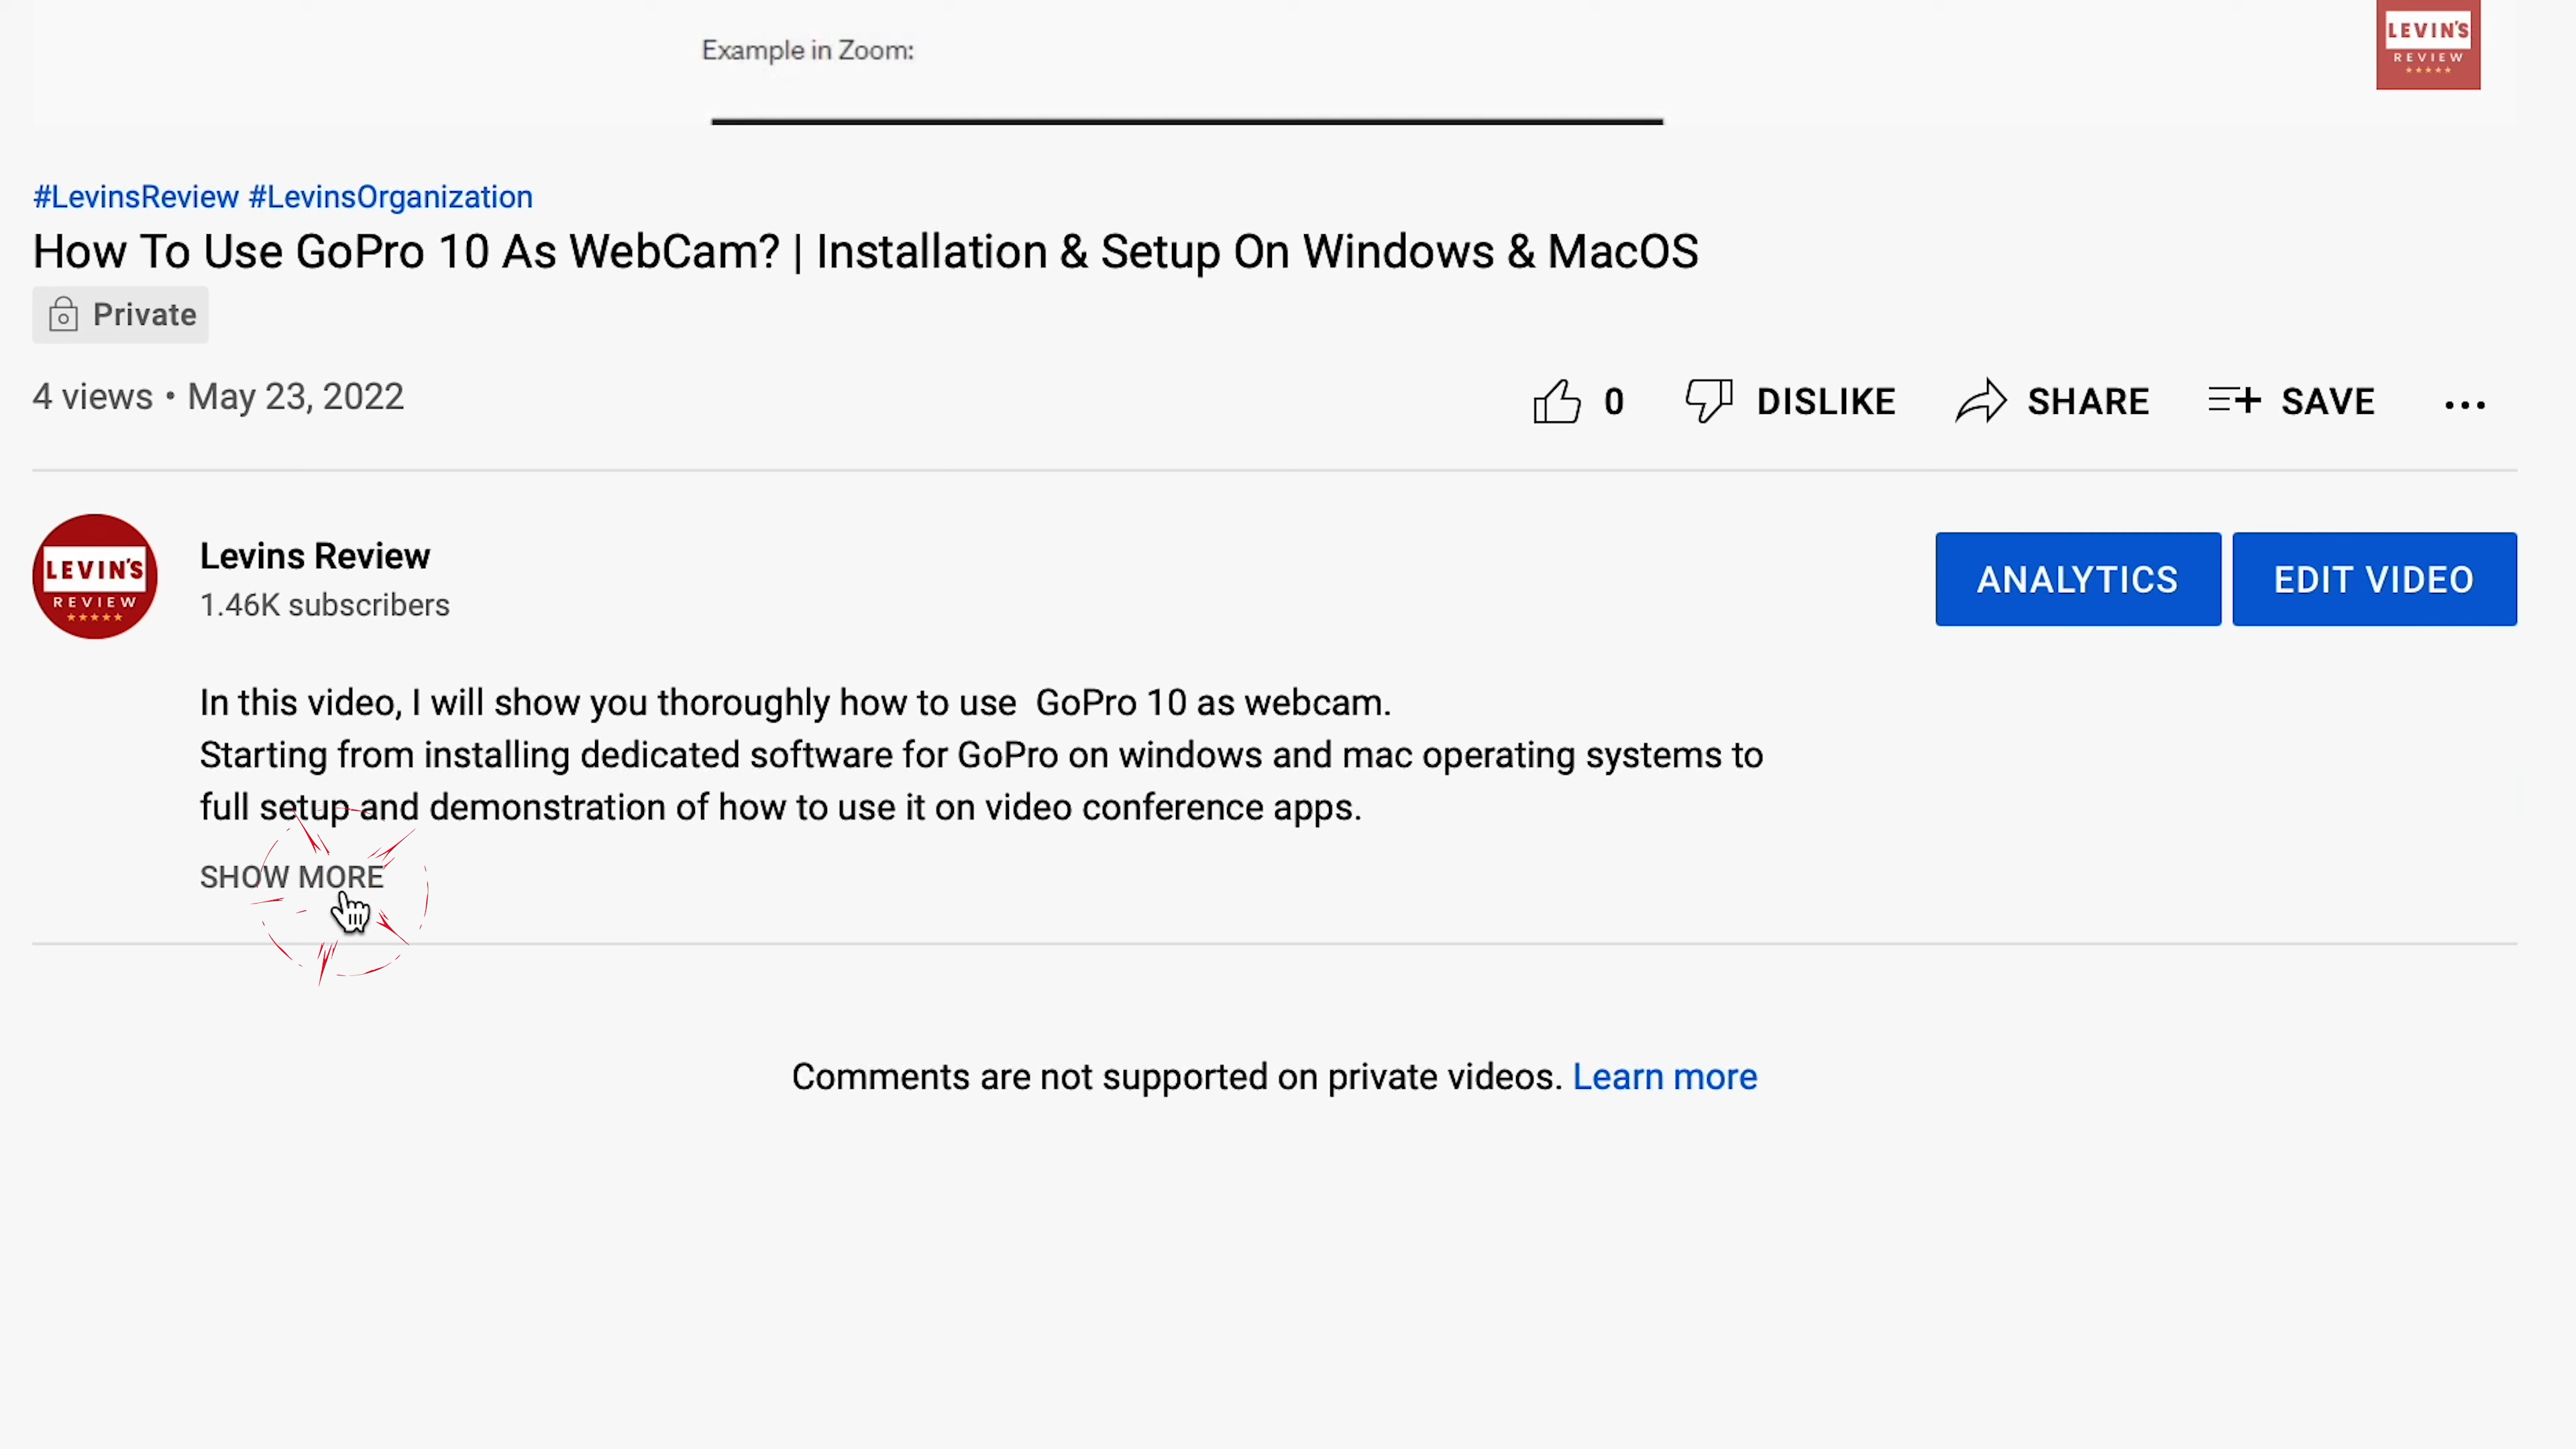 Example in Zoom:
LEVIN'S
REVIEW
#LevinsReview #LevinsOrganization
How To Use GoPro 10 As WebCam? | Installation & Setup On Windows & MacOS
Private
4 views • May 23, 2022
0 DISLIKE SHARE SAVE ...
LEVIN'S
REVIEW
Levins Review
1.46K subscribers
ANALYTICS EDIT VIDEO
In this video, I will show you thoroughly how to use  GoPro 10 as webcam.
Starting from installing dedicated software for GoPro on windows and mac operating systems to
full setup and demonstration of how to use it on video conference apps.
SHOW MORE
Comments are not supported on private videos. Learn more